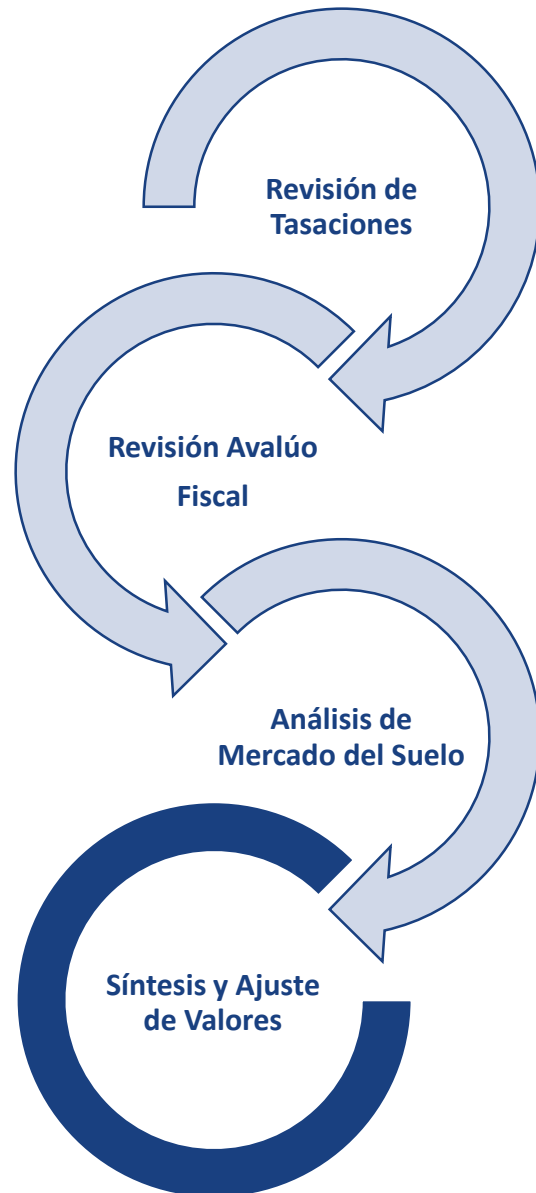 Revisión de
Tasaciones
Revisión Avalúo
Fiscal
Análisis de
Mercado del Suelo
Síntesis y Ajuste
de Valores